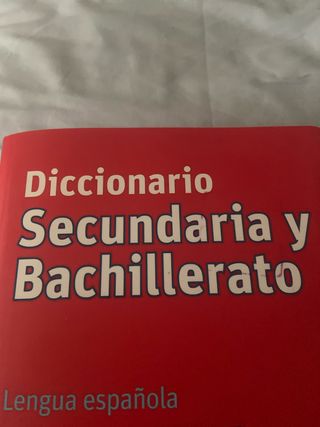 Diccionario
Secundaria y
Bachillerato
Lengua española